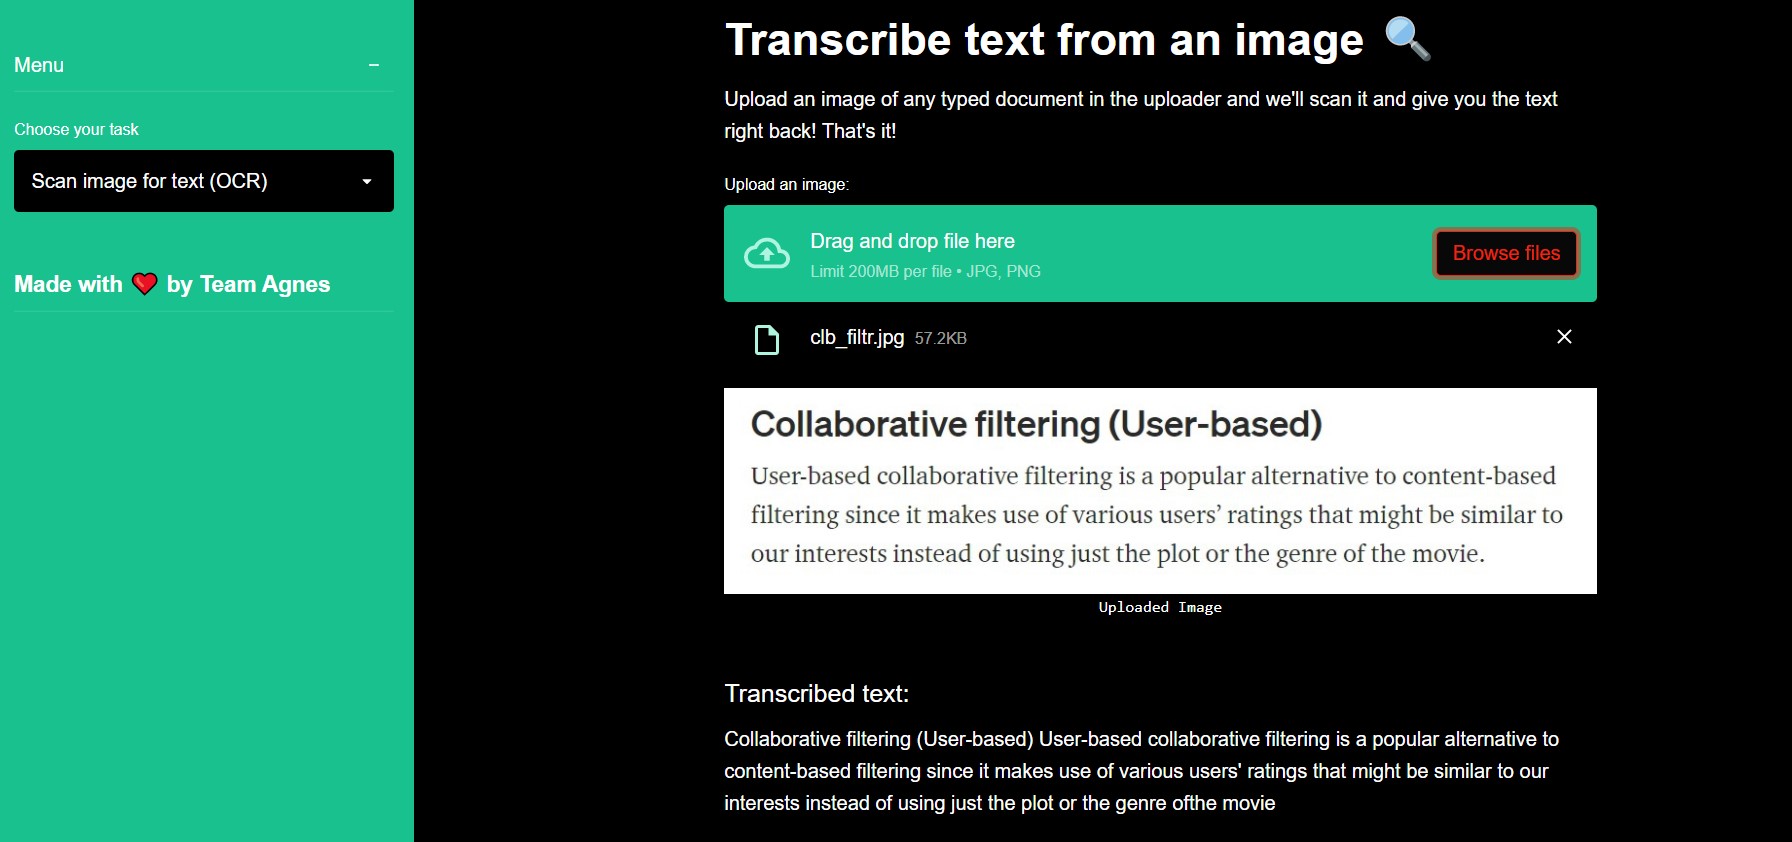 Menu
Choose your task
Scan image for text (OCR)
Made with ❤️ by Team Agnes
Transcribe text from an image 🔍
Upload an image of any typed document in the uploader and we'll scan it and give you the text
right back! That's it!
Upload an image:
Drag and drop file here
Limit 200MB per file • JPG, PNG
Browse files
clb_filtr.jpg 57.2KB
Collaborative filtering (User-based)
User-based collaborative filtering is a popular alternative to content-based
filtering since it makes use of various users’ ratings that might be similar to
our interests instead of using just the plot or the genre of the movie.
Uploaded Image
Transcribed text:
Collaborative filtering (User-based) User-based collaborative filtering is a popular alternative to
content-based filtering since it makes use of various users' ratings that might be similar to our
interests instead of using just the plot or the genre ofthe movie